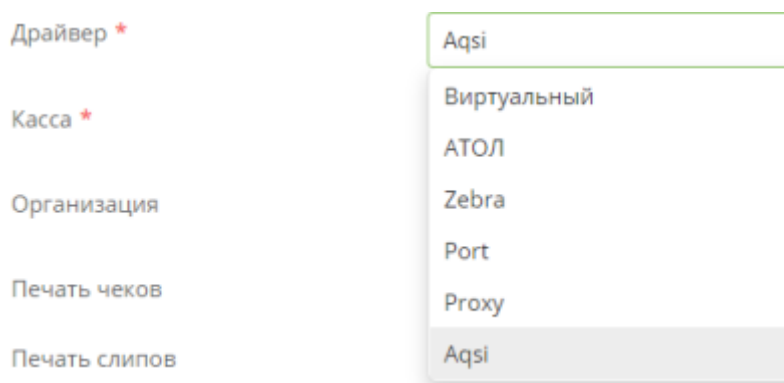 Драйвер *
Aqsi
Касса *
Организация
Печать чеков
Печать слипов
Виртуальный
АТОЛ
Zebra
Port
Proxy
Aqsi